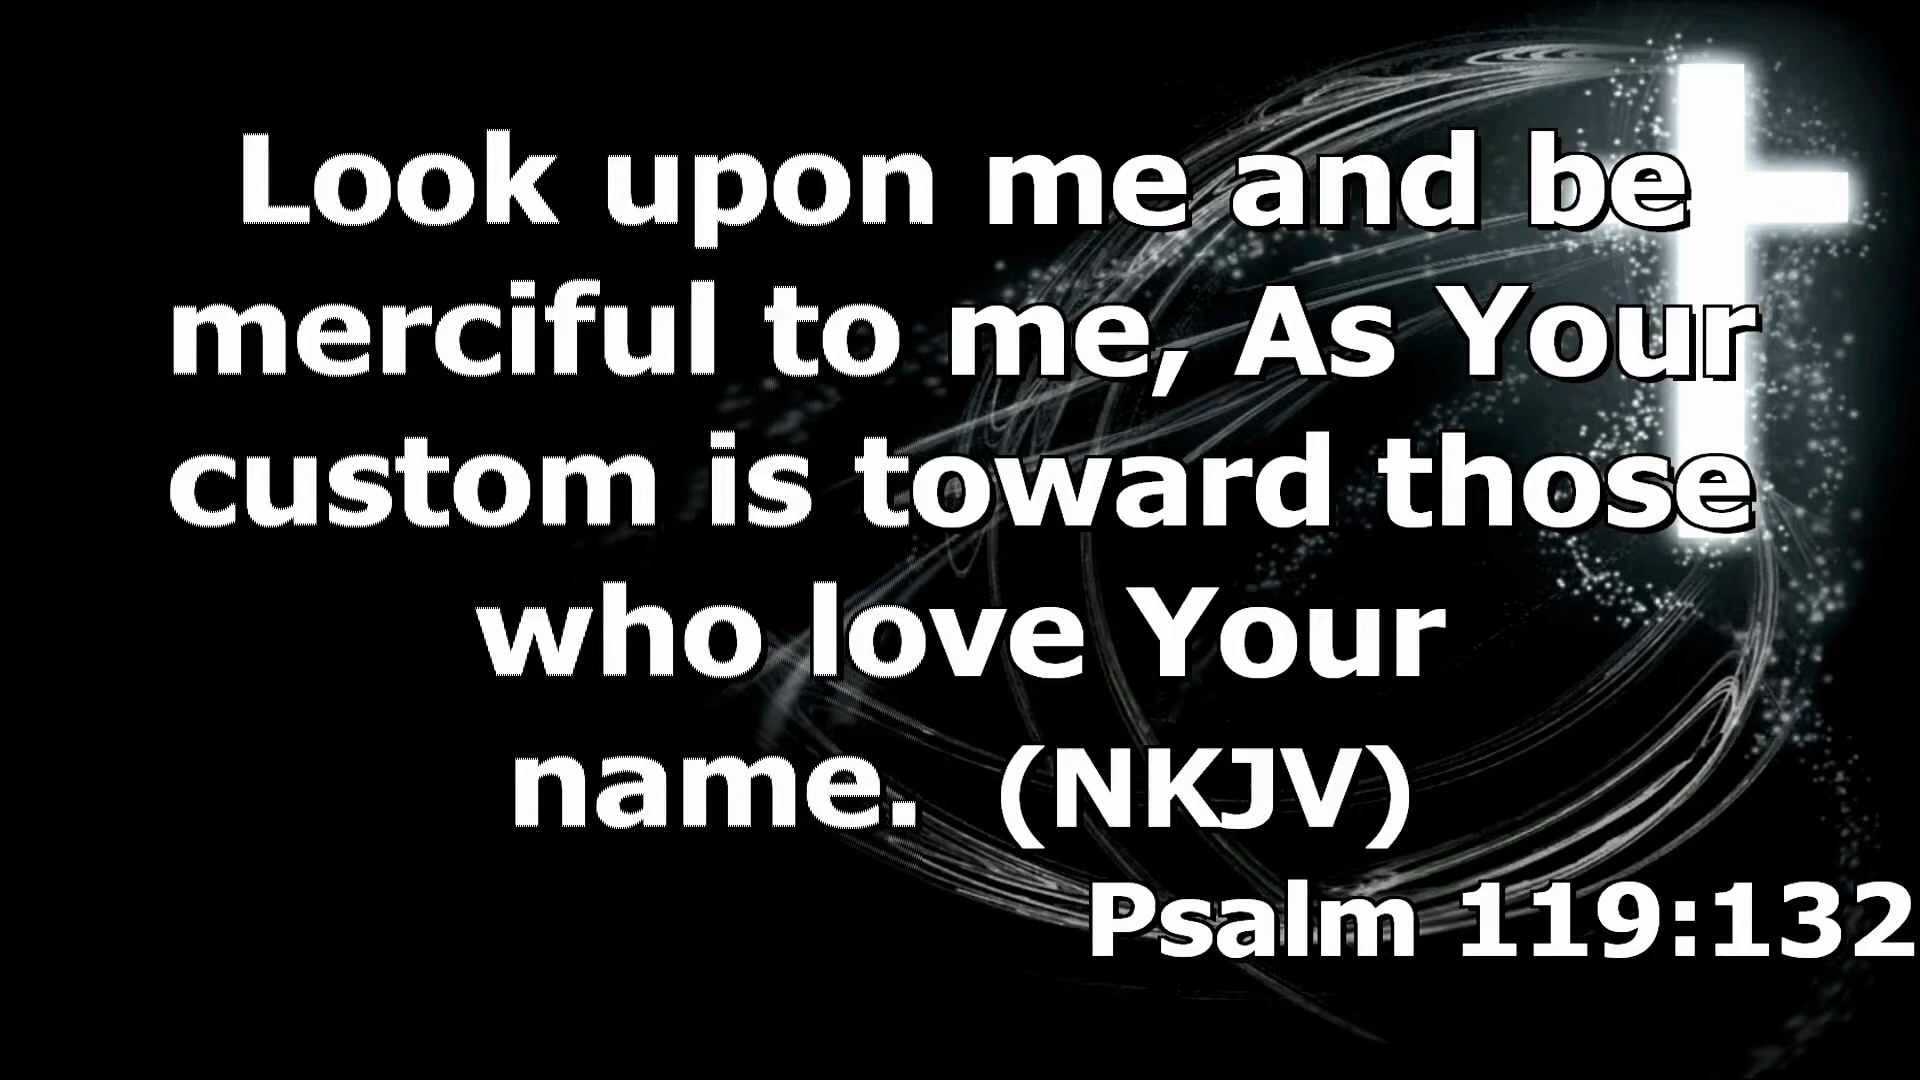 Look upon me and be
merciful to me, As Your
custom is toward those
who love Your
name.  (NKJV)
Psalm 119:132